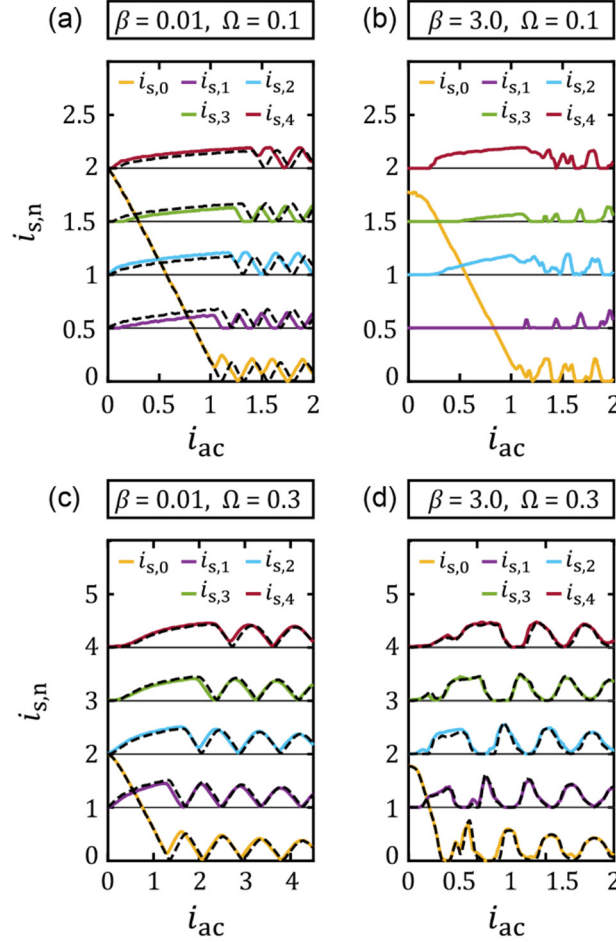 (a) β = 0.01, Ω = 0.1
i_s,0 i_s,1 i_s,2
i_s,3 i_s,4
2.5
2
1.5
1
0.5
0
i_s,n
0 0.5 1 1.5 2
i_ac
(b) β = 3.0, Ω = 0.1
i_s,0 i_s,1 i_s,2
i_s,3 i_s,4
2.5
2
1.5
1
0.5
0
0 0.5 1 1.5 2
i_ac
(c) β = 0.01, Ω = 0.3
i_s,0 i_s,1 i_s,2
i_s,3 i_s,4
5
4
3
2
1
0
i_s,n
0 1 2 3 4
i_ac
(d) β = 3.0, Ω = 0.3
i_s,0 i_s,1 i_s,2
i_s,3 i_s,4
5
4
3
2
1
0
0 0.5 1 1.5 2
i_ac